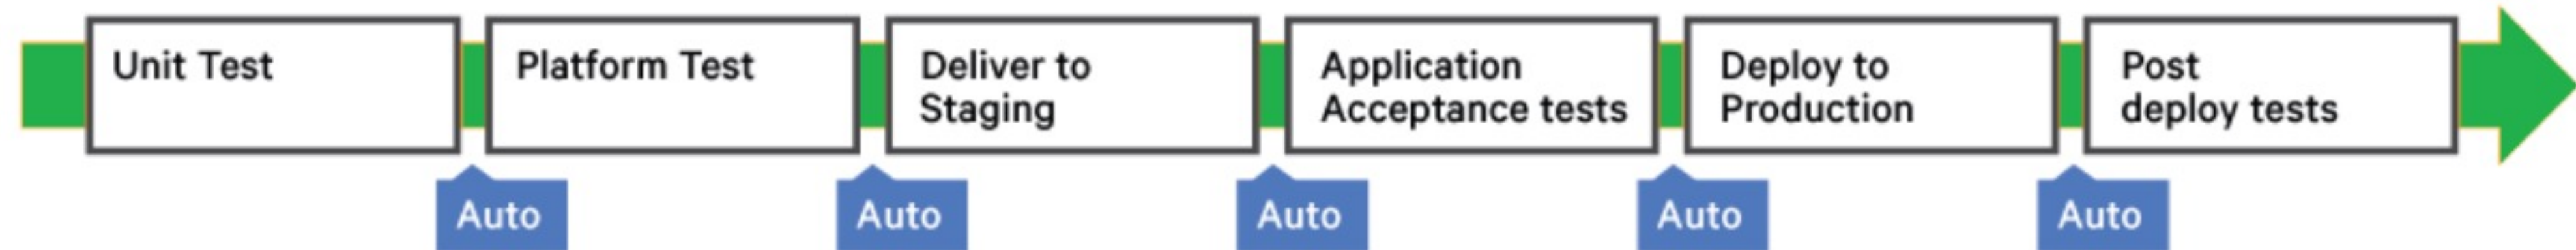 Unit Test
Platform Test
Deliver to
Staging
Application
Acceptance tests
Deploy to
Production
Post
deploy tests
Auto
Auto
Auto
Auto
Auto